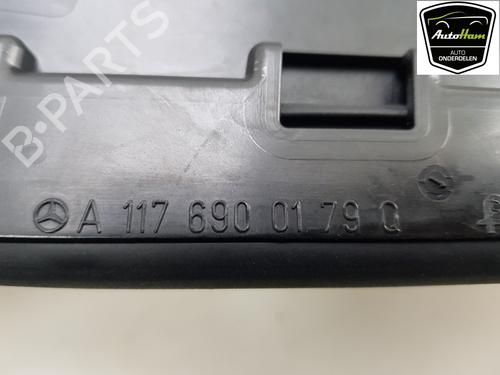 AutoHam
AUTO
ONDERDELEN
B-PARTS
A 117 690 01 79 Q